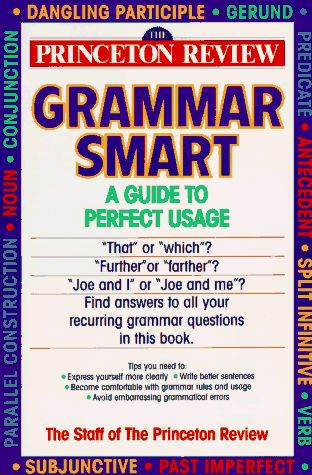 • DANGLING PARTICIPLE • GERUND •
THE
PRINCETON REVIEW
GRAMMAR
SMART
A GUIDE TO
PERFECT USAGE
"That" or "which"?
"Further"or "farther"?
"Joe and I" or "Joe and me"?
Find answers to all your
recurring grammar questions
in this book.
Tips you need to:
• Express yourself more clearly • Write better sentences
• Become comfortable with grammar rules and usage
• Avoid embarrassing grammatical errors
The Staff of The Princeton Review
PARALLEL CONSTRUCTION • NOUN • CONJUNCTION
PREDICATE • ANTECEDENT • SPLIT INFINITIVE • VERB
• SUBJUNCTIVE • PAST IMPERFECT •